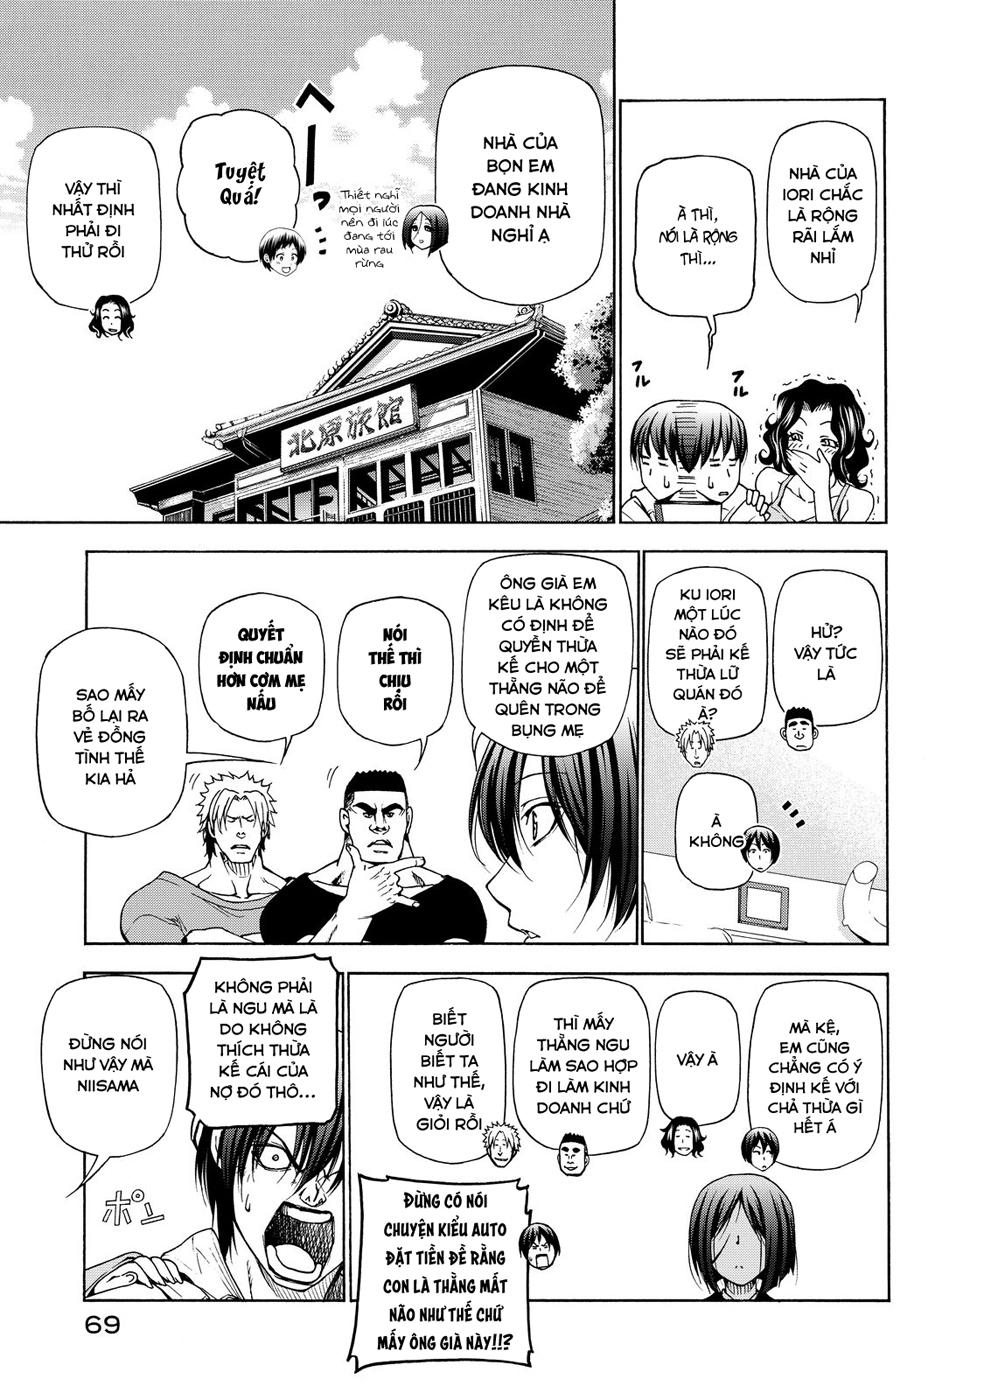 NHÀ CỦA
IORI CHẮC
LÀ RỘNG
RÃI LẮM
NHỈ
À THÌ,
NÓI LÀ RỘNG
THÌ...
フル
フル
NHÀ CỦA
BỌN EM
ĐANG KINH
DOANH NHÀ
NGHỈ Ạ
Thiết nghĩ
mọi người
nên đi lúc
đang tới
mùa rau
rừng
へーっ
Tuyệt
Quá!
VẬY THÌ
NHẤT ĐỊNH
PHẢI ĐI
THỬ RỒI
北原旅館
HỬ?
VẬY TỨC
LÀ
KU IORI
MỘT LÚC
NÀO ĐÓ
SẼ PHẢI KẾ
THỪA LỮ
QUÁN ĐÓ
À?
À
KHÔNG
ÔNG GIÀ EM
KÊU LÀ KHÔNG
CÓ ĐỊNH ĐỂ
QUYỀN THỪA
KẾ CHO MỘT
THẰNG NÃO ĐỂ
QUÊN TRONG
BỤNG MẸ
NÓI
THẾ THÌ
CHỊU
RỒI
QUYẾT
ĐỊNH CHUẨN
HƠN CƠM MẸ
NẤU
SAO MẤY
BỐ LẠI RA
VẺ ĐỒNG
TÌNH THẾ
KIA HẢ
MÀ KỆ,
EM CŨNG
CHẲNG CÓ Ý
ĐỊNH KẾ VỚI
CHẢ THỪA GÌ
HẾT Á
VẬY À
THÌ MẤY
THẰNG NGU
LÀM SAO HỢP
ĐI LÀM KINH
DOANH CHỨ
BIẾT
NGƯỜI
BIẾT TA
NHƯ THẾ,
VẬY LÀ
GIỎI RỒI
ĐỪNG CÓ NÓI
CHUYỆN KIỂU AUTO
ĐẶT TIỀN ĐỀ RẰNG
CON LÀ THẰNG MẤT
NÃO NHƯ THẾ CHỨ
MẤY ÔNG GIÀ NÀY!!?
KHÔNG PHẢI
LÀ NGU MÀ LÀ
DO KHÔNG
THÍCH THỪA
KẾ CÁI CỦA
NỢ ĐÓ THÔ...
ĐỪNG NÓI
NHƯ VẬY MÀ
NIISAMA
ポン
69